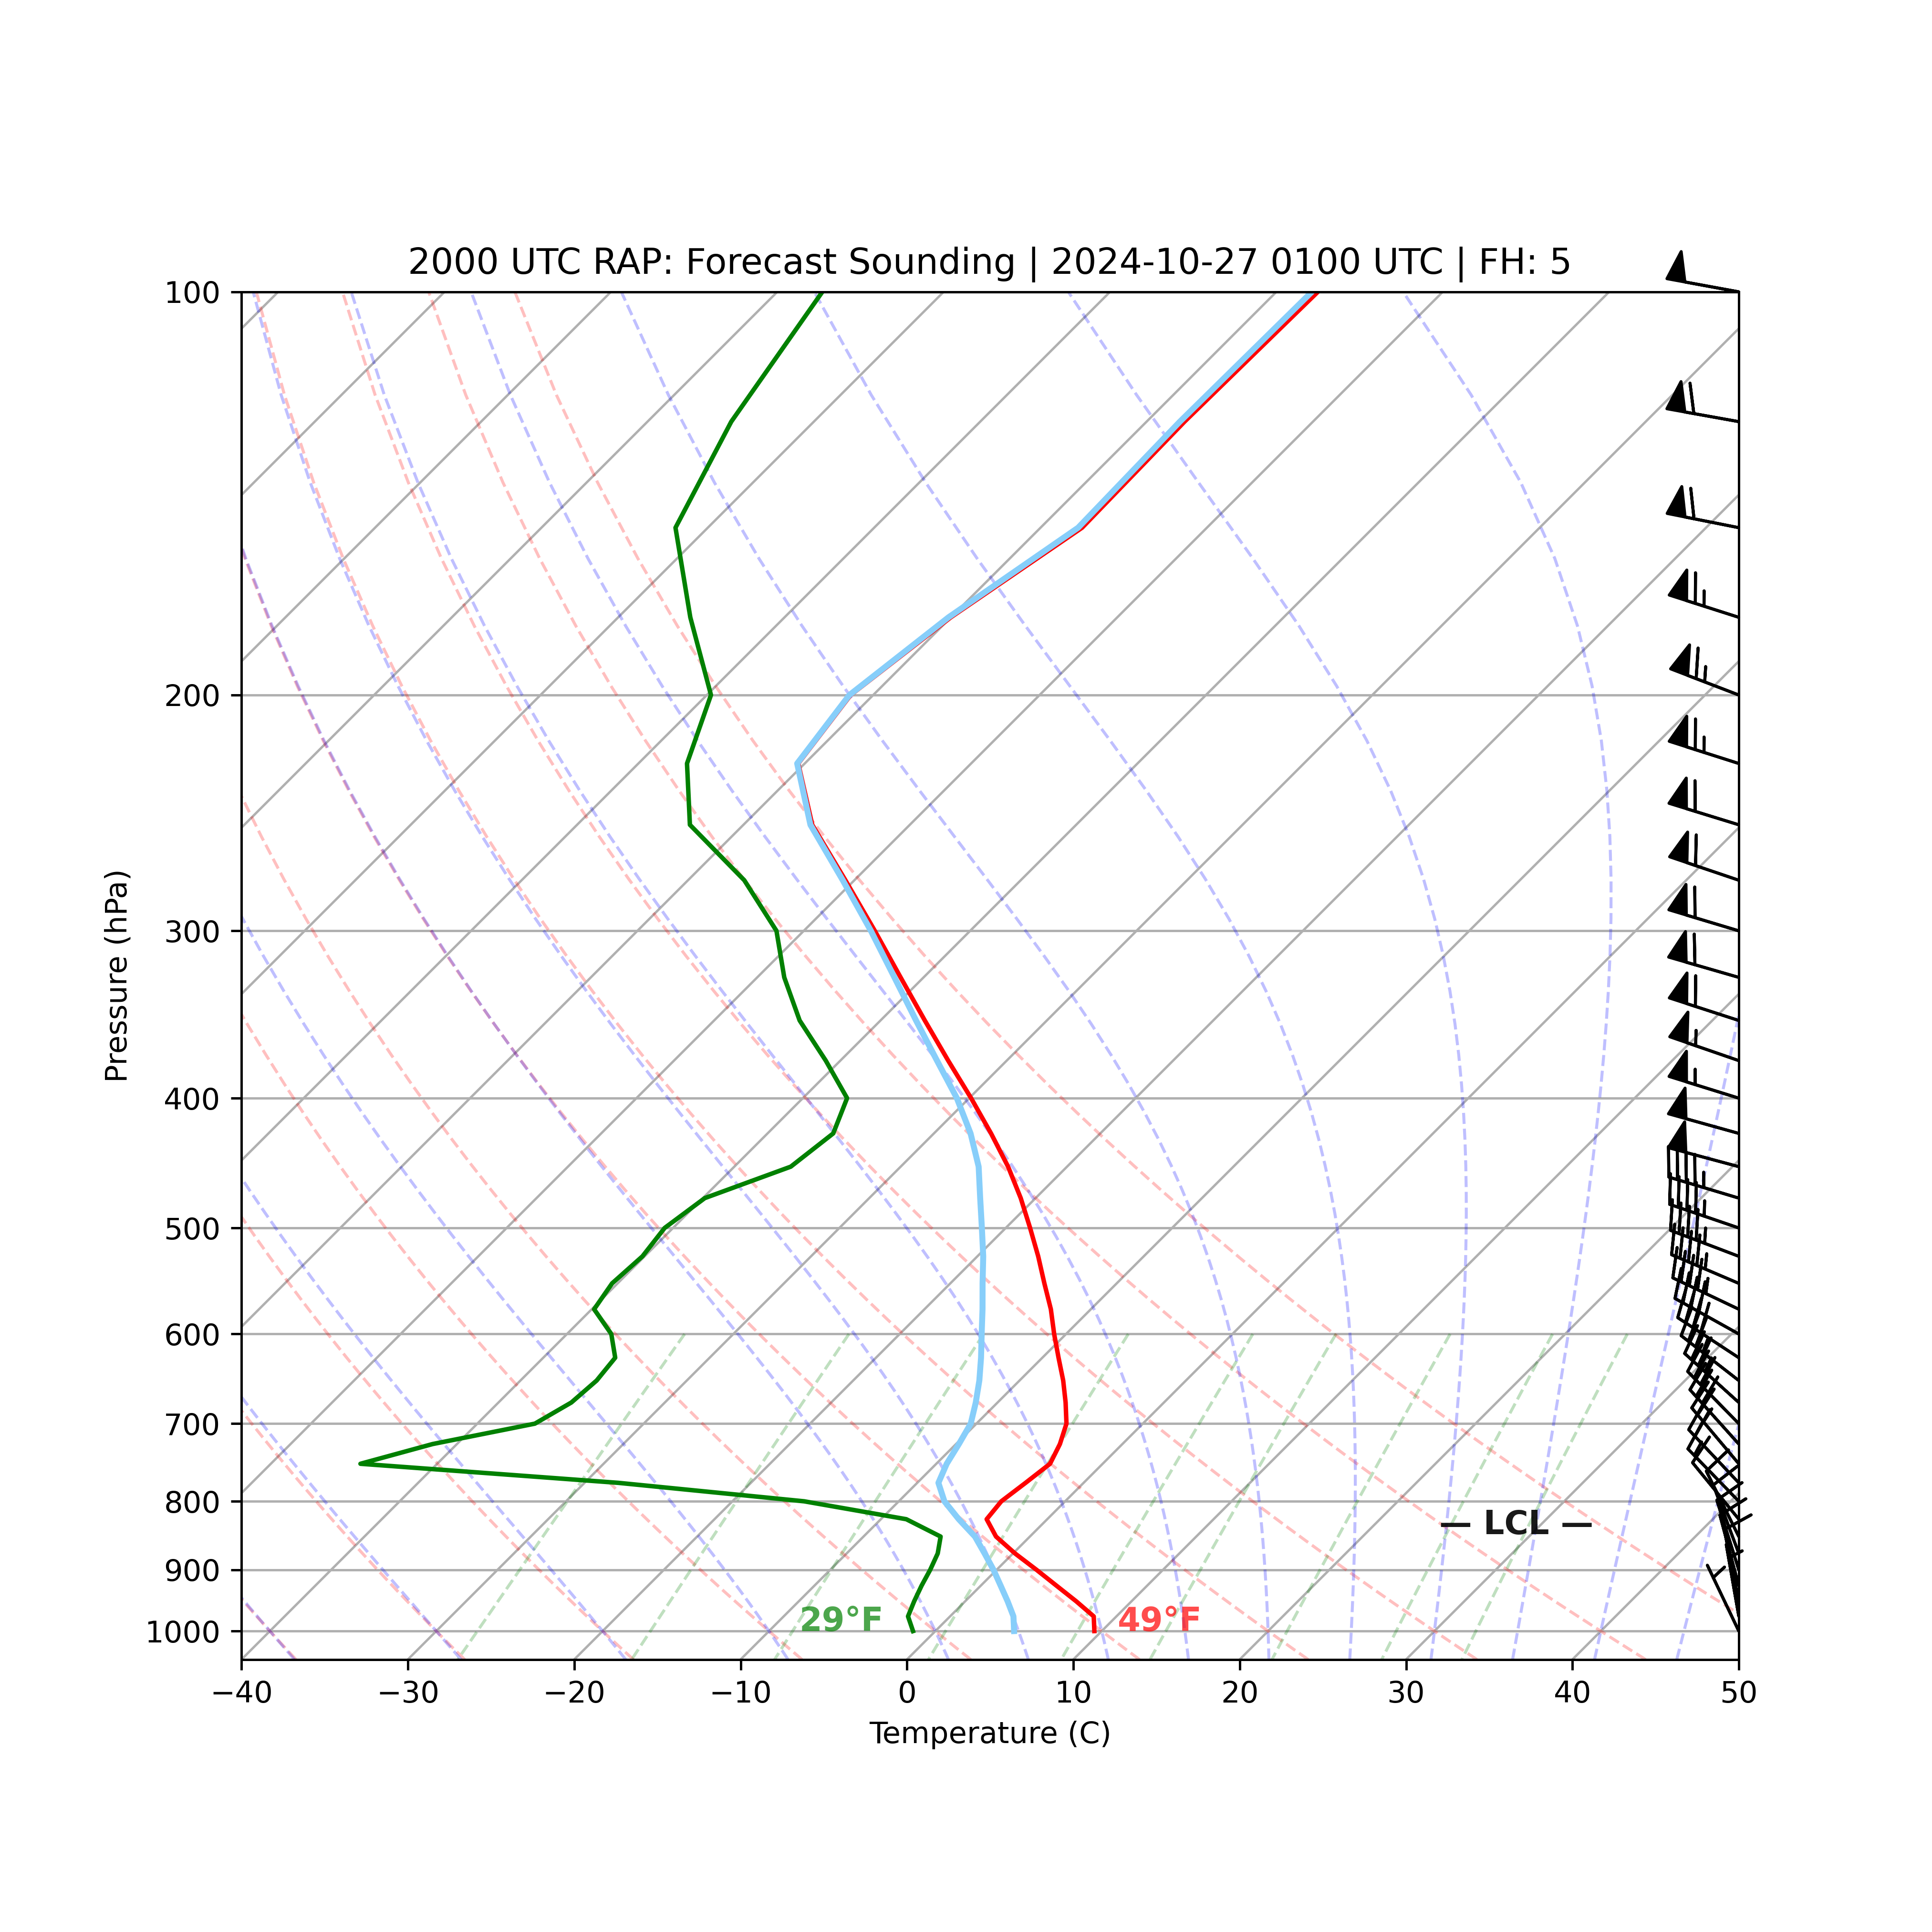 2000 UTC RAP: Forecast Sounding | 2024-10-27 0100 UTC | FH: 5
100
200
300
400
500
600
700
800
900
1000
Pressure (hPa)
— LCL —
29°F
49°F
−40 −30 −20 −10 0 10 20 30 40 50
Temperature (C)